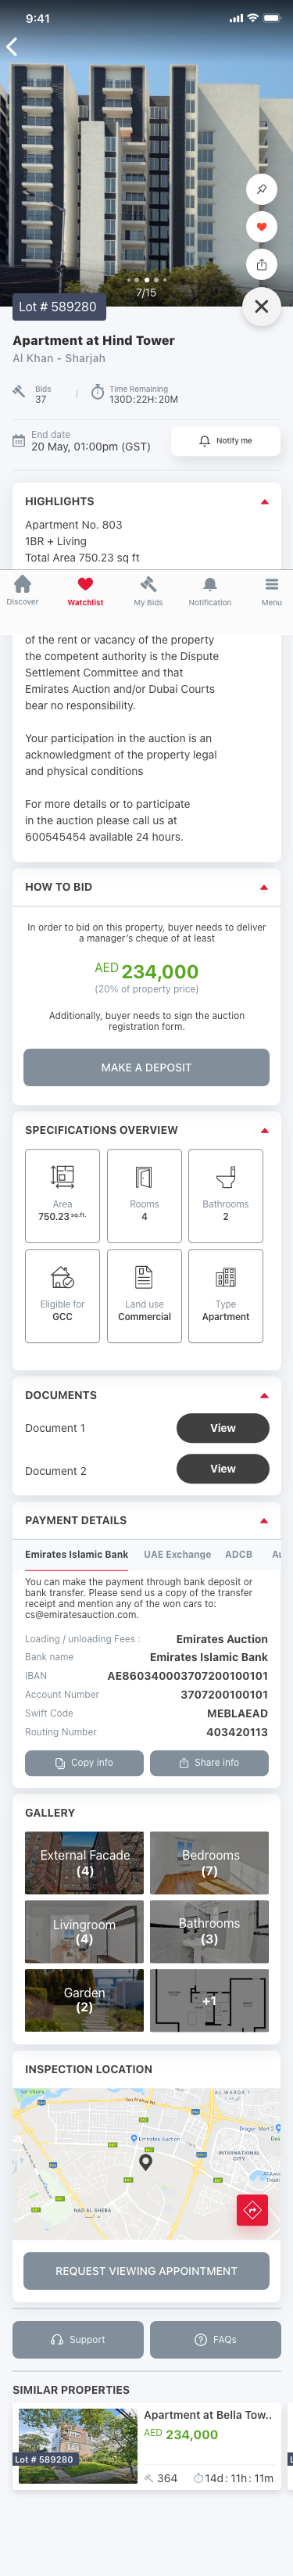 9:41
7/15
Lot # 589280
Apartment at Hind Tower
Al Khan - Sharjah
Bids
37
Time Remaining
130D:22H: 20M
End date
20 May, 01:00pm (GST)
Notify me
HIGHLIGHTS
Apartment No. 803
1BR + Living
Total Area 750.23 sq ft
Discover
Watchlist
My Bids
Notification
Menu
of the rent or vacancy of the property
the competent authority is the Dispute
Settlement Committee and that
Emirates Auction and/or Dubai Courts
bear no responsibility.
Your participation in the auction is an
acknowledgment of the property legal
and physical conditions
For more details or to participate
in the auction please call us at
600545454 available 24 hours.
HOW TO BID
In order to bid on this property, buyer needs to deliver
a manager's cheque of at least
AED 234,000
(20% of property price)
Additionally, buyer needs to sign the auction
registration form.
MAKE A DEPOSIT
SPECIFICATIONS OVERVIEW
Area
750.23 sq.ft.
Rooms
4
Bathrooms
2
Eligible for
GCC
Land use
Commercial
Type
Apartment
DOCUMENTS
Document 1
View
Document 2
View
PAYMENT DETAILS
Emirates Islamic Bank
UAE Exchange
ADCB
Au
You can make the payment through bank deposit or
bank transfer. Please send us a copy of the transfer
receipt and mention any of the won cars to:
cs@emiratesauction.com.
Loading / unloading Fees :
Emirates Auction
Bank name
Emirates Islamic Bank
IBAN
AE860340003707200100101
Account Number
3707200100101
Swift Code
MEBLAEAD
Routing Number
403420113
Copy info
Share info
GALLERY
External Facade
(4)
Bedrooms
(7)
Livingroom
(4)
Bathrooms
(3)
Garden
(2)
+1
INSPECTION LOCATION
AL WARQA 1
Dragon Mart 2
Emirates Auction
INTERNATIONAL
CITY
NAD AL SHEBA
REQUEST VIEWING APPOINTMENT
Support
FAQs
SIMILAR PROPERTIES
Apartment at Bella Tow..
AED 234,000
Lot # 589280
L
364
14d : 11h : 11m